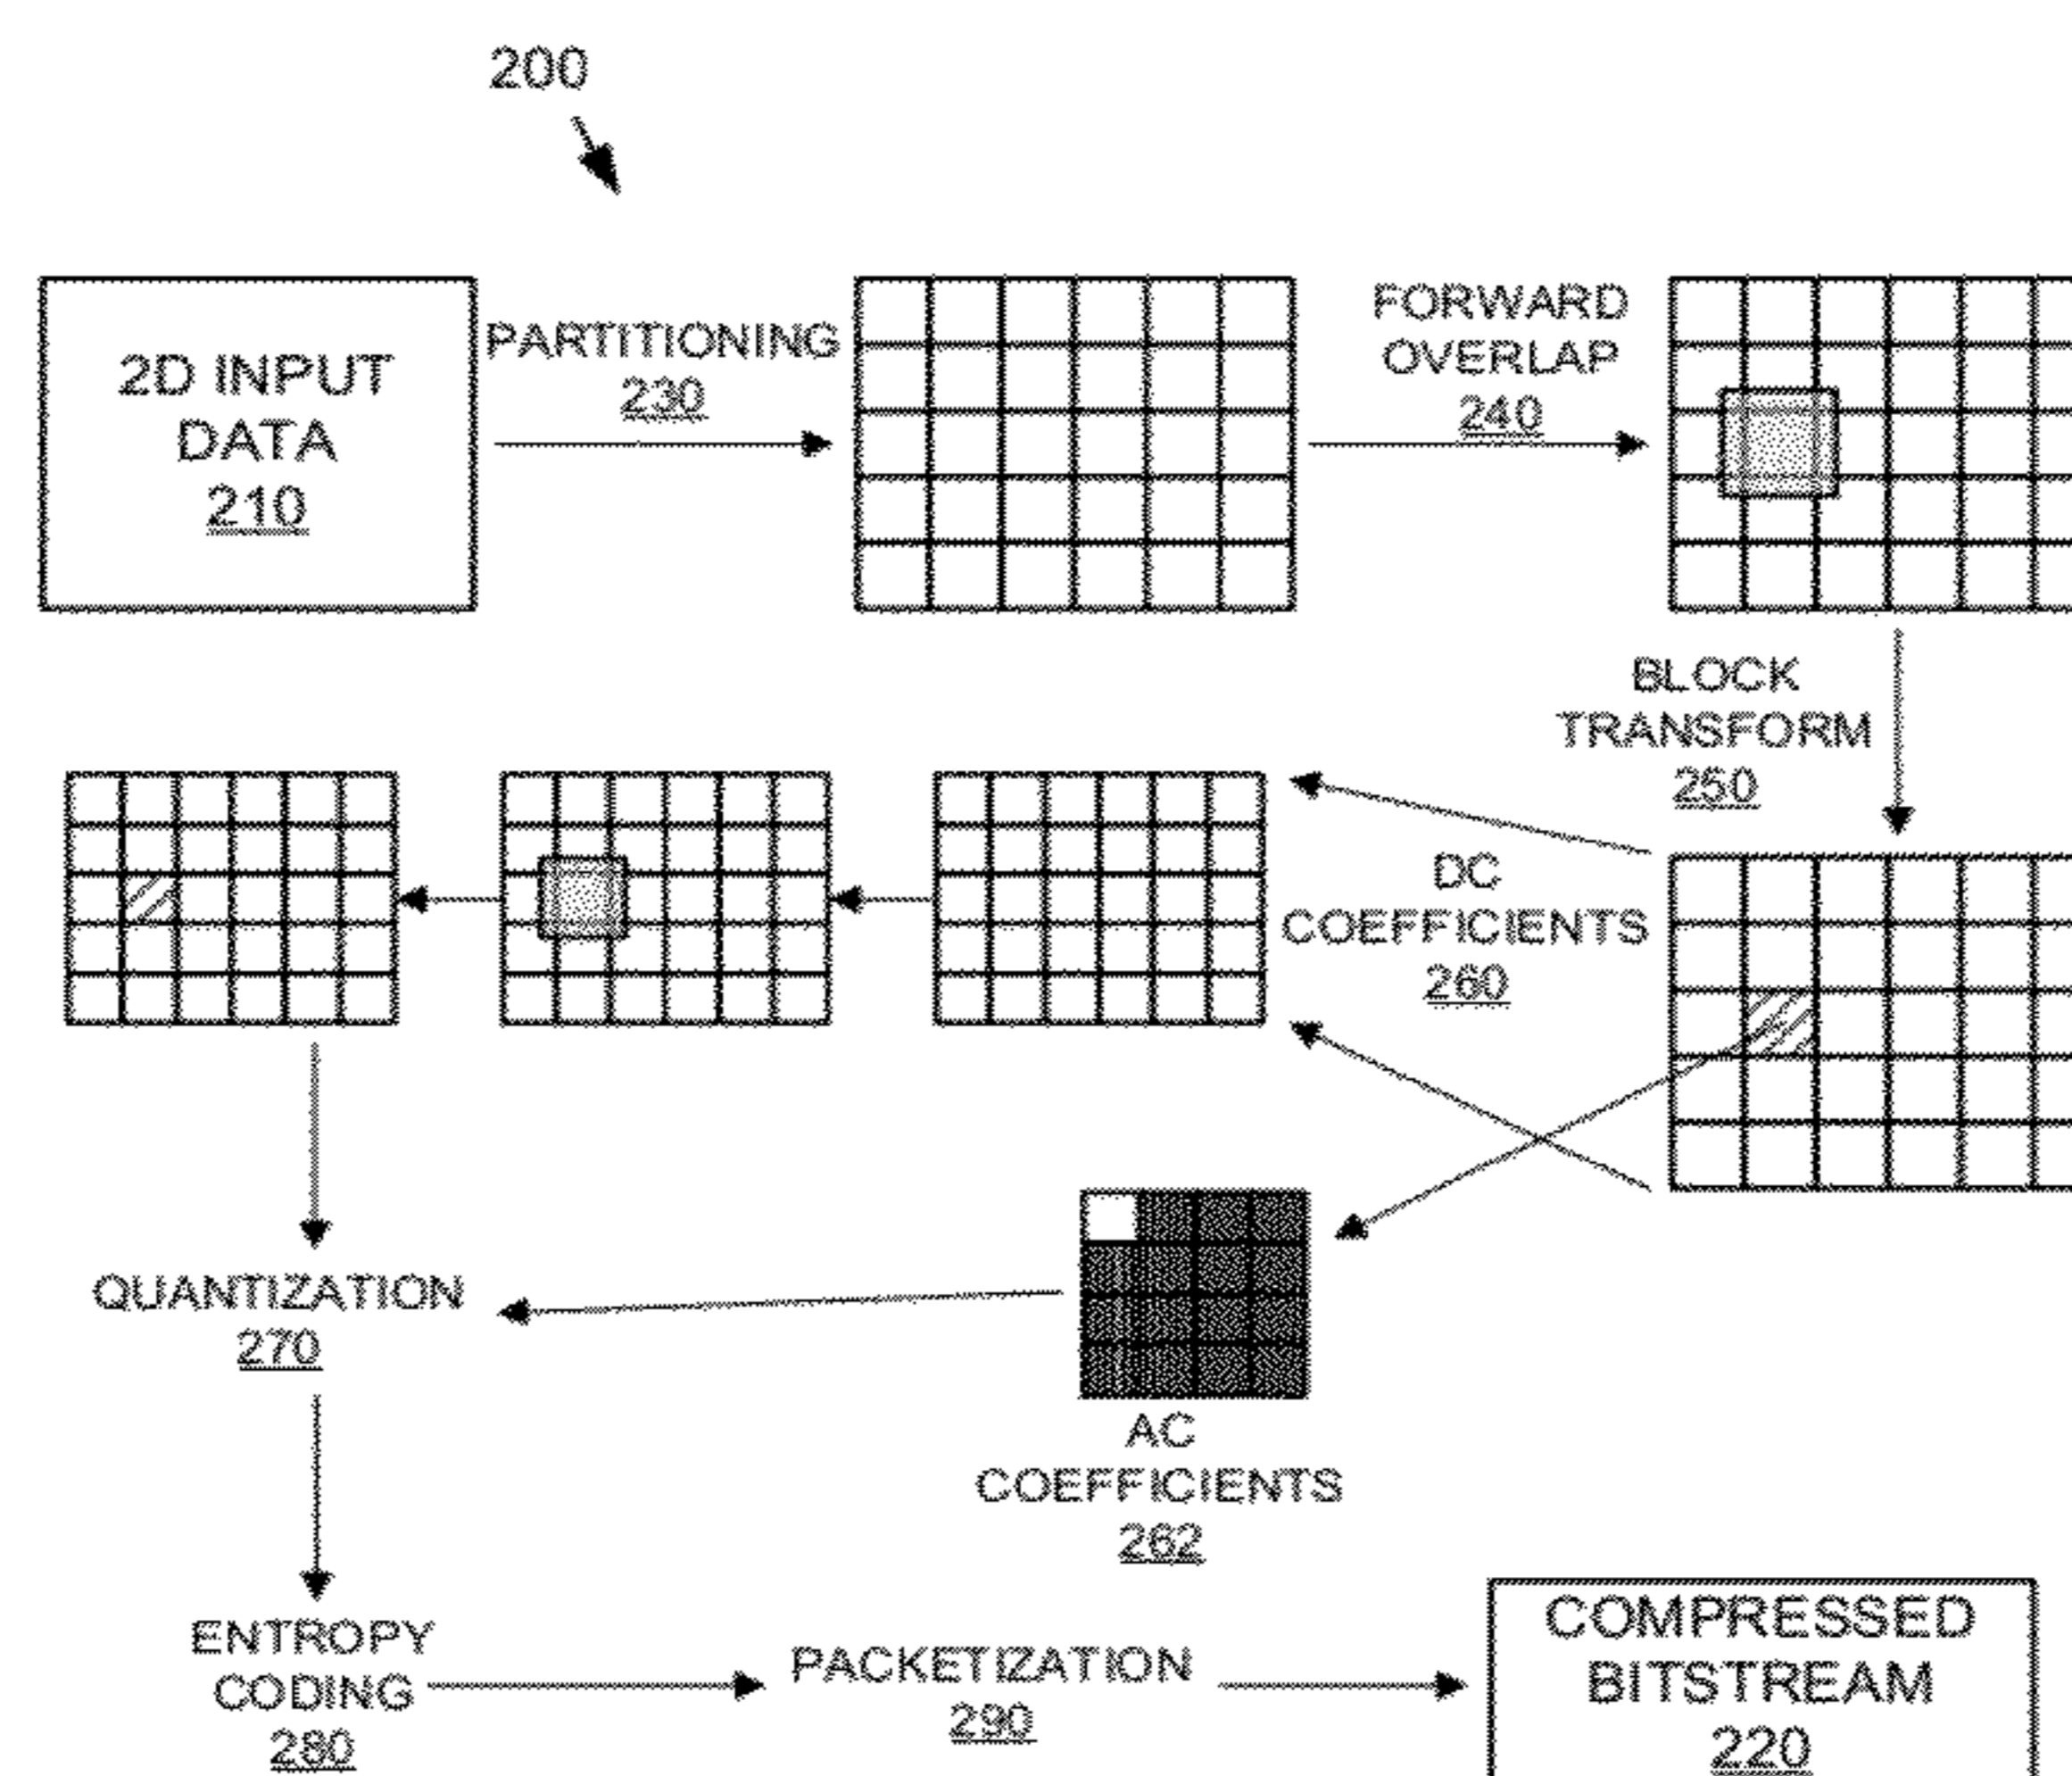 200
2D INPUT
DATA
210
PARTITIONING
230
FORWARD
OVERLAP
240
BLOCK
TRANSFORM
250
DC
COEFFICIENTS
260
AC
COEFFICIENTS
262
QUANTIZATION
270
ENTROPY
CODING
280
PACKETIZATION
290
COMPRESSED
BITSTREAM
220